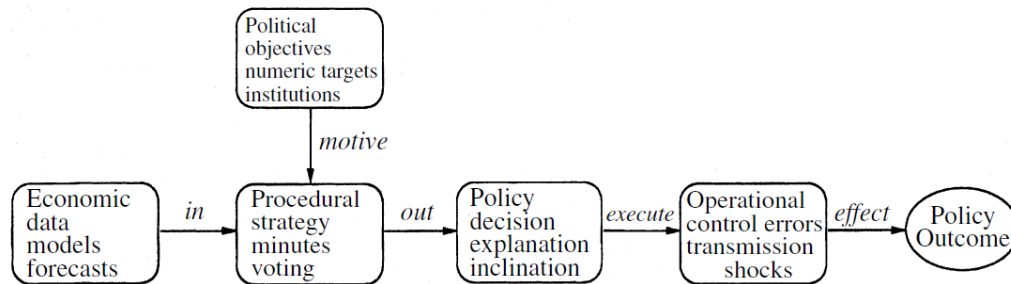 Political
objectives
numeric targets
institutions
motive
Economic
data
models
forecasts
in
Procedural
strategy
minutes
voting
out
Policy
decision
explanation
inclination
execute
Operational
control errors
transmission
shocks
effect
Policy
Outcome